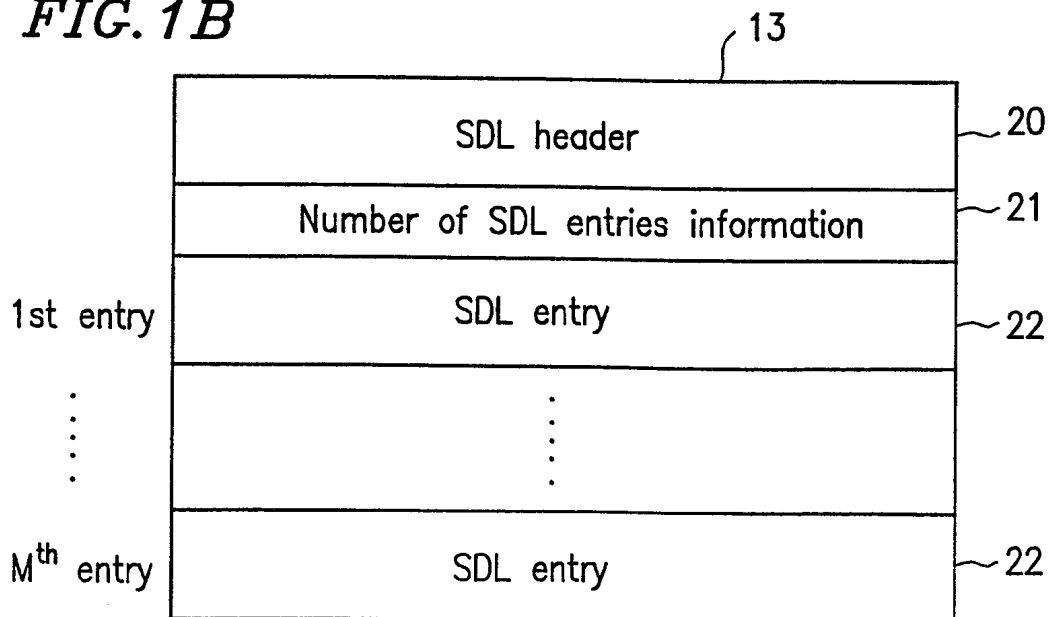 FIG. 1B
13
SDL header
20
Number of SDL entries information
21
1st entry
SDL entry
22
Mth entry
SDL entry
22